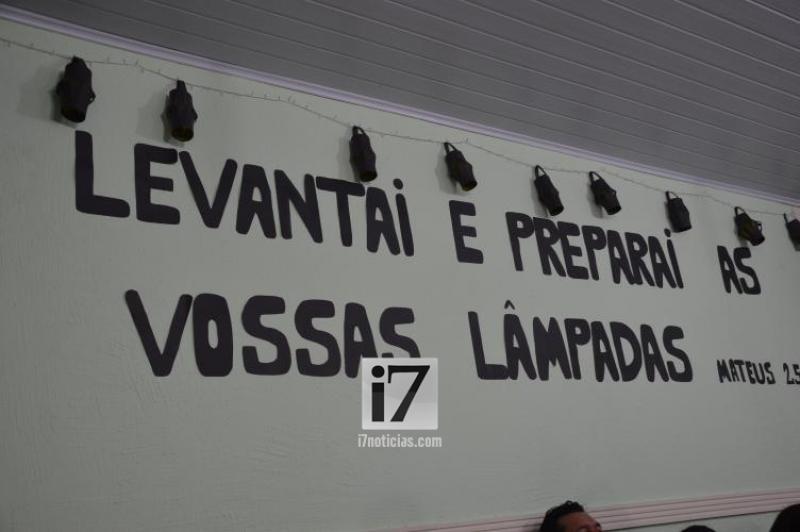 LEVANTAI E PREPARAI AS
VOSSAS LÂMPADAS MATEUS 25
i7
i7noticias.com